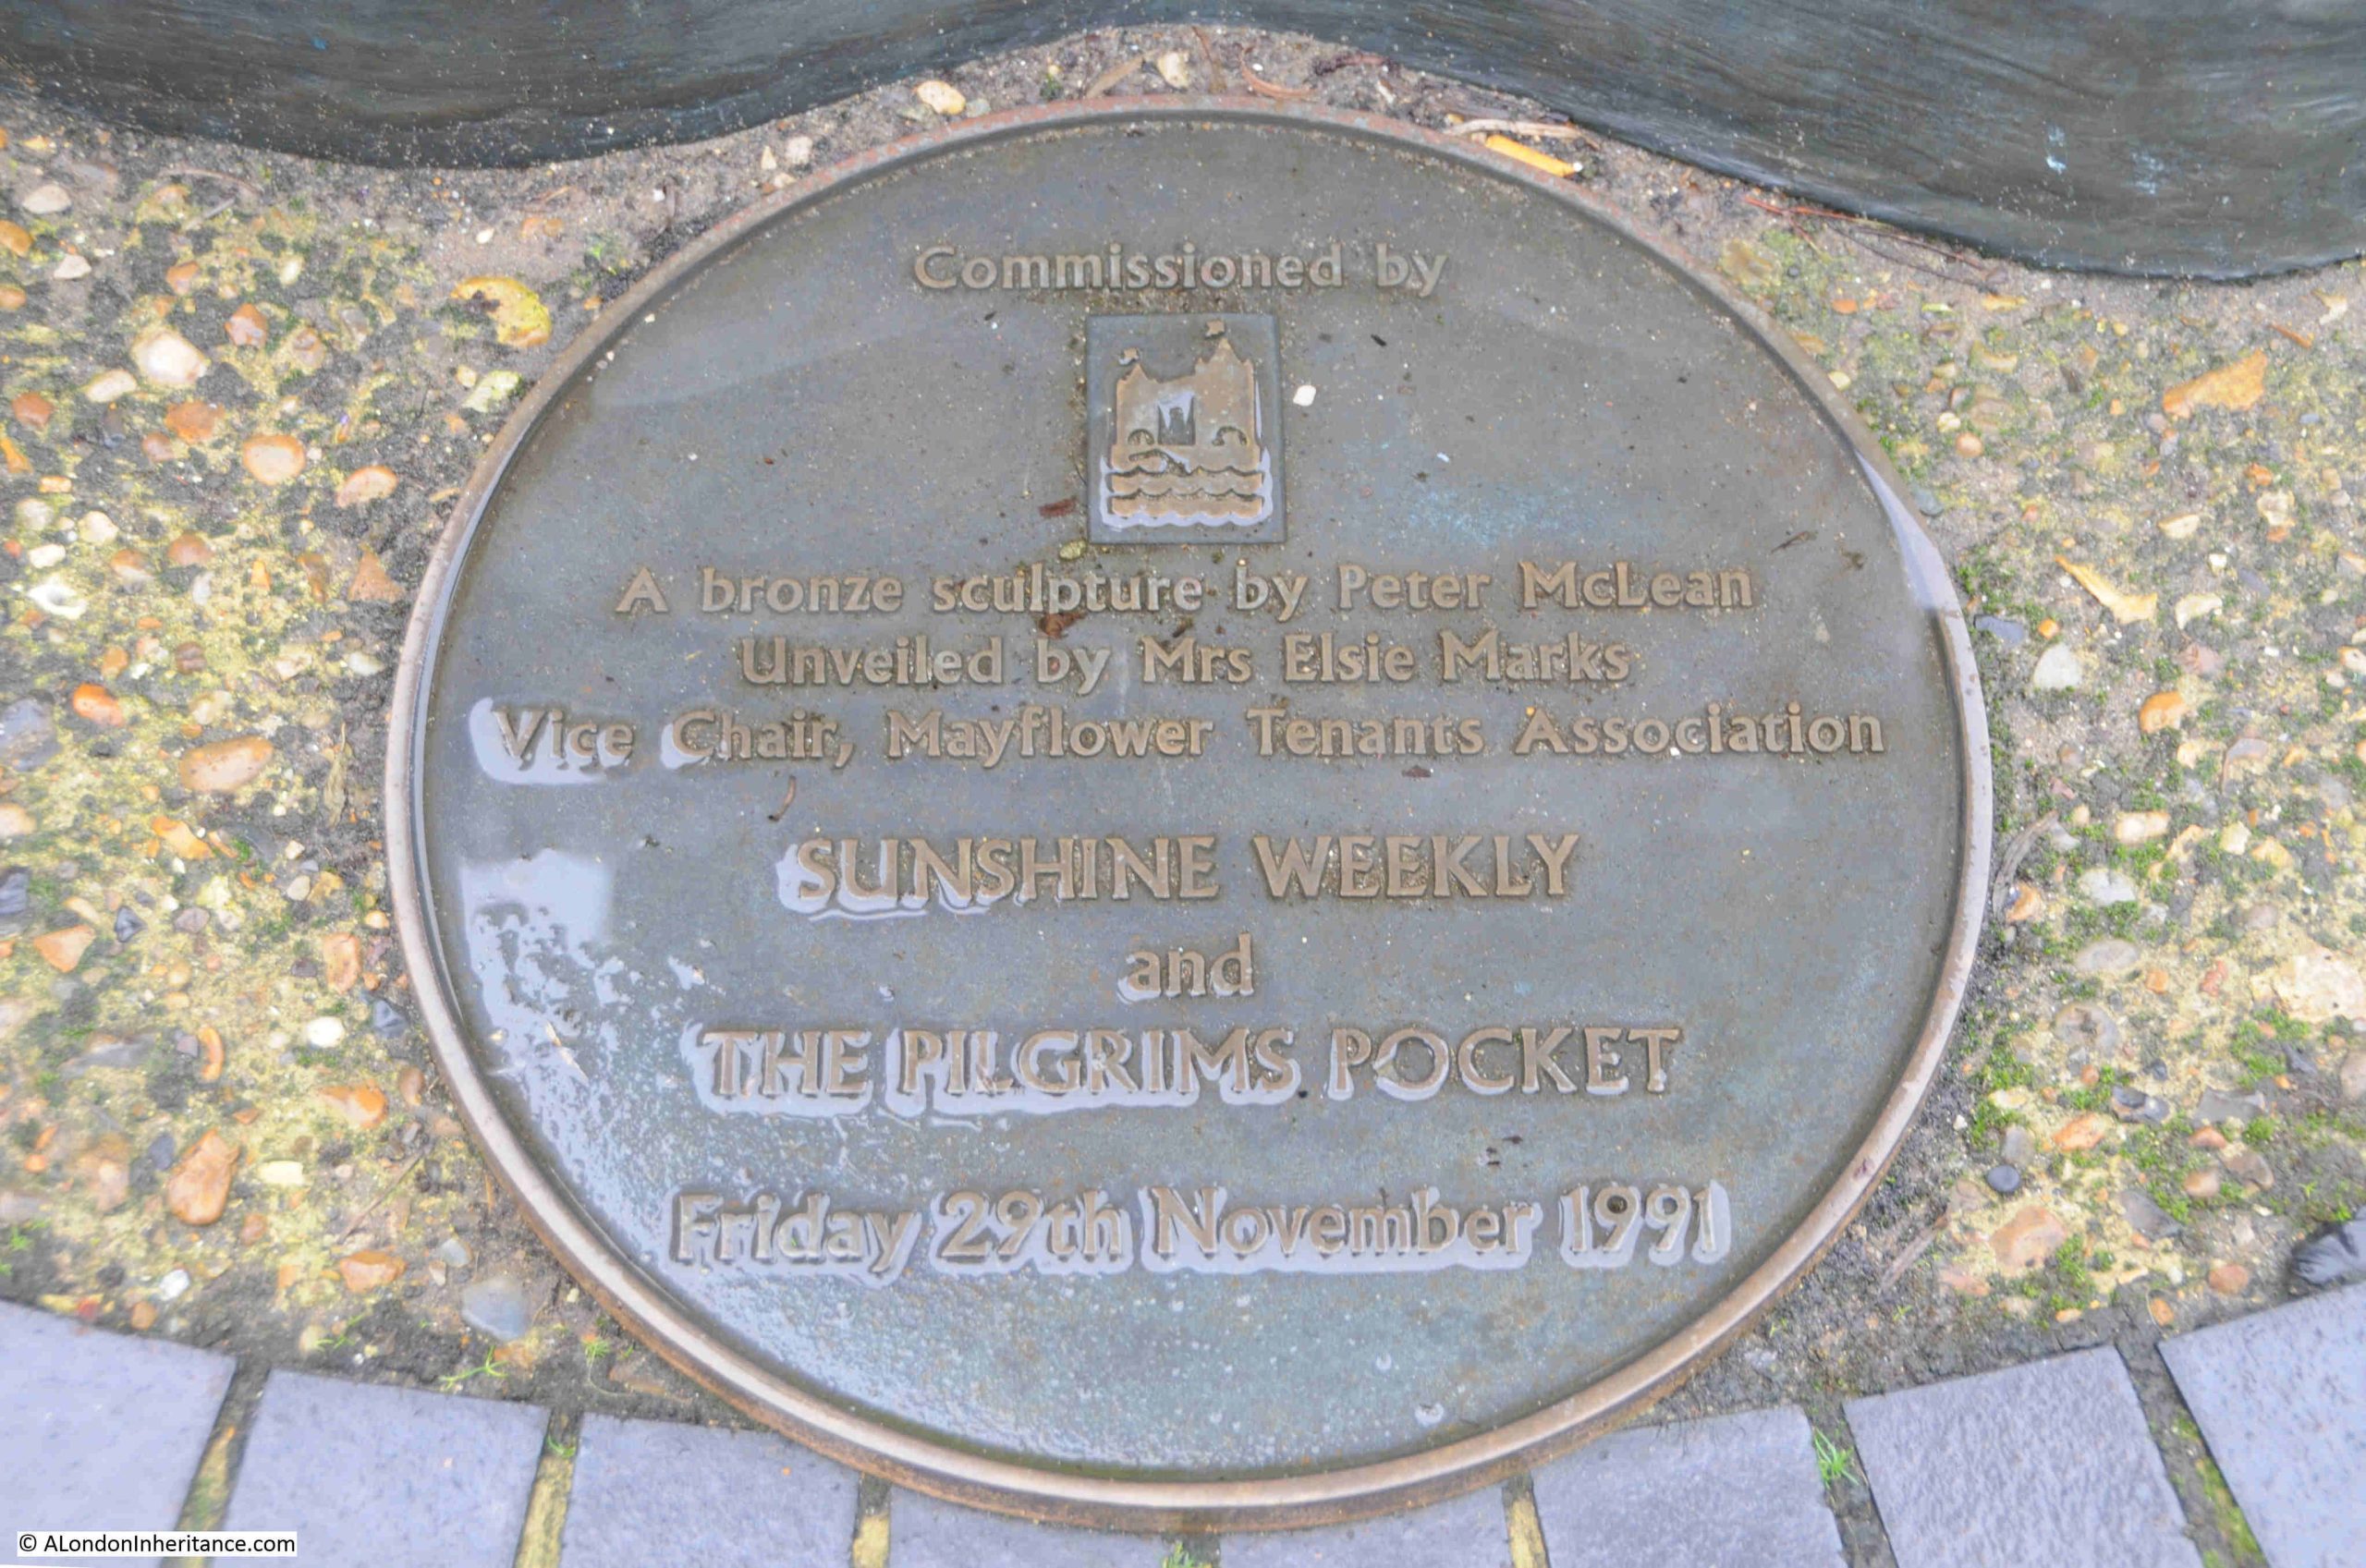 Commissioned by
A bronze sculpture by Peter McLean
Unveiled by Mrs Elsie Marks
Vice Chair, Mayflower Tenants Association
SUNSHINE WEEKLY
and
THE PILGRIMS POCKET
Friday 29th November 1991
© ALondonInheritance.com